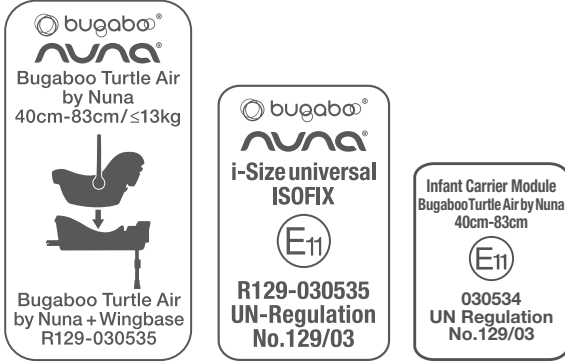 bugaboo®
nuna®
Bugaboo Turtle Air
by Nuna
40cm-83cm/≤13kg
Bugaboo Turtle Air
by Nuna + Wingbase
R129-030535
bugaboo®
nuna®
i-Size universal
ISOFIX
E11
R129-030535
UN-Regulation
No.129/03
Infant Carrier Module
Bugaboo Turtle Air by Nuna
40cm-83cm
E11
030534
UN Regulation
No.129/03